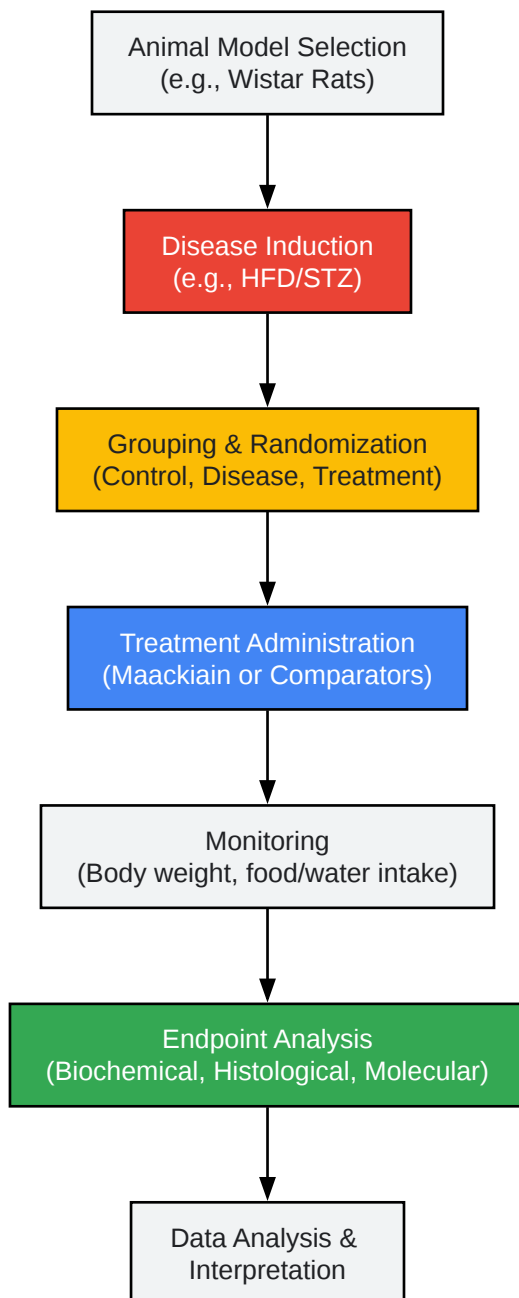 Animal Model Selection
(e.g., Wistar Rats)
Disease Induction
(e.g., HFD/STZ)
Grouping & Randomization
(Control, Disease, Treatment)
Treatment Administration
(Maackiain or Comparators)
Monitoring
(Body weight, food/water intake)
Endpoint Analysis
(Biochemical, Histological, Molecular)
Data Analysis &
Interpretation